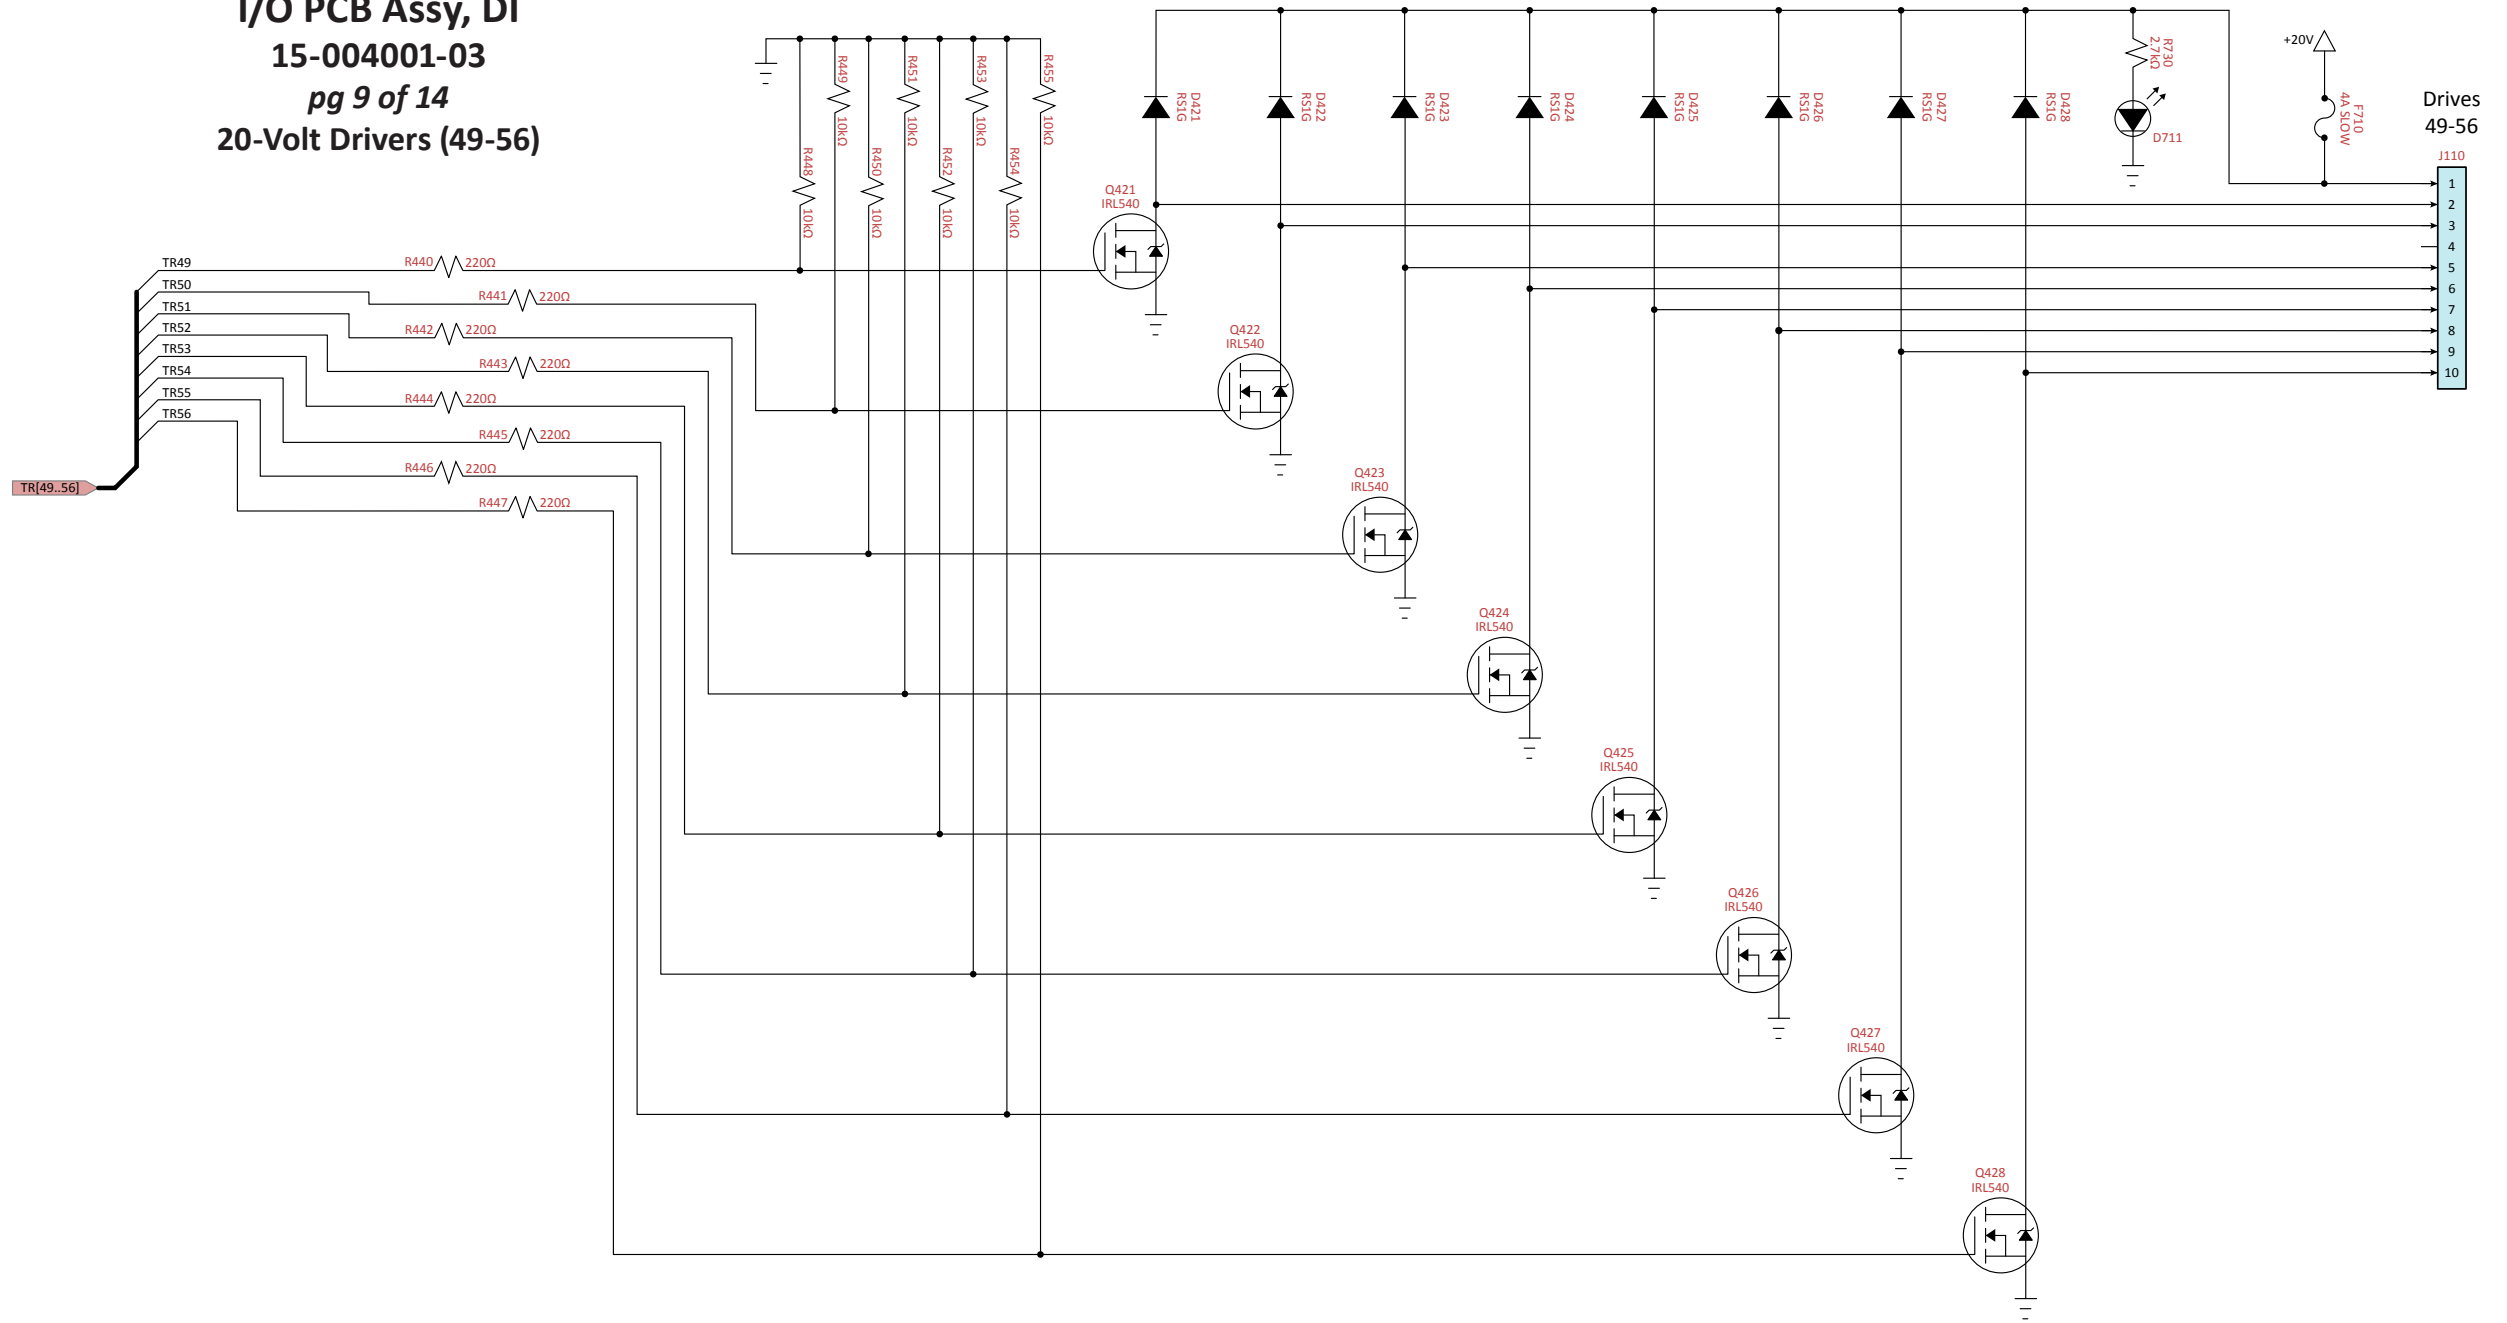 I/O PCB Assy, DI
15-004001-03
pg 9 of 14
20-Volt Drivers (49-56)
R449
10kΩ
R451
10kΩ
R453
10kΩ
R455
10kΩ
R448
10kΩ
R450
10kΩ
R452
10kΩ
R454
10kΩ
D421
RS1G
D422
RS1G
D423
RS1G
D424
RS1G
D425
RS1G
D426
RS1G
D427
RS1G
D428
RS1G
R730
2.7kΩ
D711
+20V
F710
4A SLOW
Drives
49-56
J110
1
2
3
4
5
6
7
8
9
10
TR49
TR50
TR51
TR52
TR53
TR54
TR55
TR56
TR[49..56]
R440 220Ω
R441 220Ω
R442 220Ω
R443 220Ω
R444 220Ω
R445 220Ω
R446 220Ω
R447 220Ω
Q421
IRL540
Q422
IRL540
Q423
IRL540
Q424
IRL540
Q425
IRL540
Q426
IRL540
Q427
IRL540
Q428
IRL540